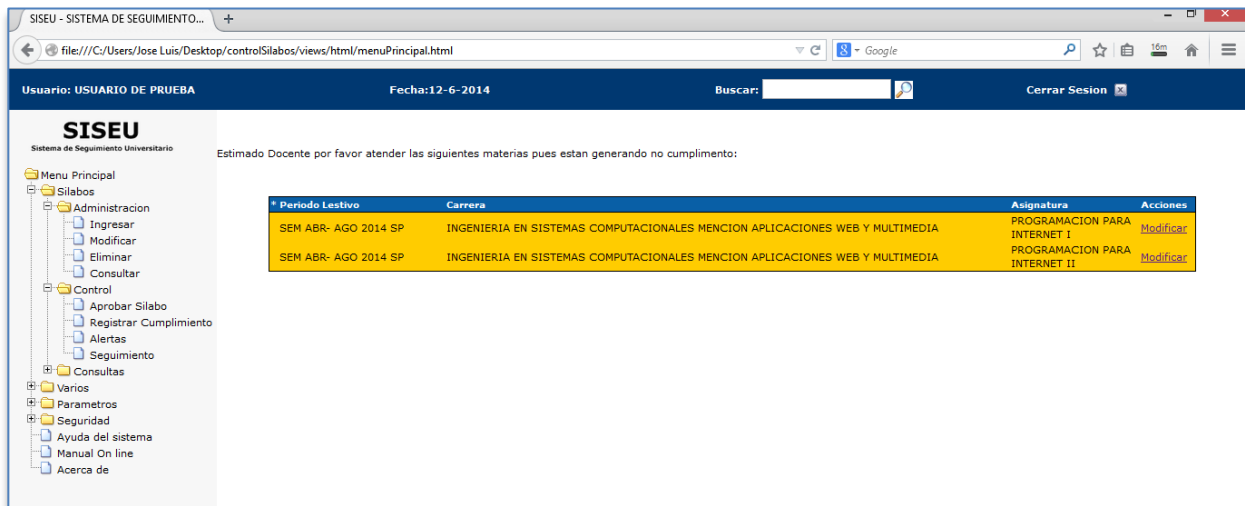 SISEU - SISTEMA DE SEGUIMIENTO...
file:///C:/Users/Jose Luis/Desktop/controlSilabos/views/html/menuPrincipal.html
Google
16m
Usuario: USUARIO DE PRUEBA
Fecha:12-6-2014
Buscar:
Cerrar Sesion
SISEU
Sistema de Seguimiento Universitario
Estimado Docente por favor atender las siguientes materias pues estan generando no cumplimento:
Menu Principal
Silabos
Administracion
Ingresar
Modificar
Eliminar
Consultar
Control
Aprobar Silabo
Registrar Cumplimiento
Alertas
Seguimiento
Consultas
Varios
Parametros
Seguridad
Ayuda del sistema
Manual On line
Acerca de
* Periodo Lestivo Carrera Asignatura Acciones
SEM ABR- AGO 2014 SP INGENIERIA EN SISTEMAS COMPUTACIONALES MENCION APLICACIONES WEB Y MULTIMEDIA PROGRAMACION PARA INTERNET I Modificar
SEM ABR- AGO 2014 SP INGENIERIA EN SISTEMAS COMPUTACIONALES MENCION APLICACIONES WEB Y MULTIMEDIA PROGRAMACION PARA INTERNET II Modificar